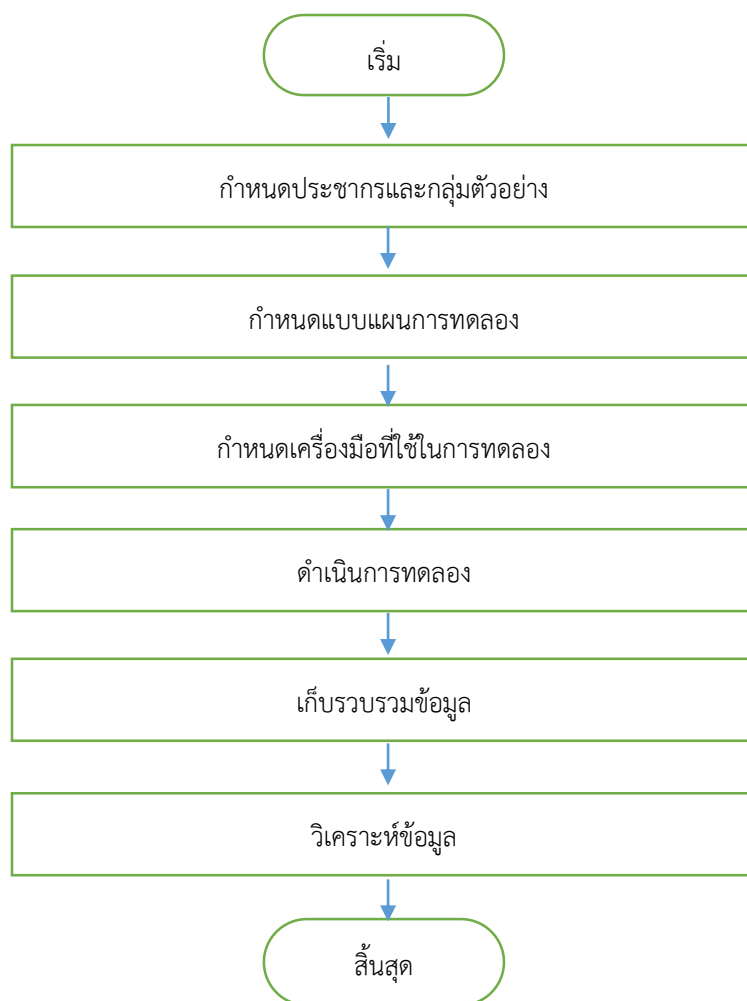 เริ่ม
กำหนดประชากรและกลุ่มตัวอย่าง
กำหนดแบบแผนการทดลอง
กำหนดเครื่องมือที่ใช้ในการทดลอง
ดำเนินการทดลอง
เก็บรวบรวมข้อมูล
วิเคราะห์ข้อมูล
สิ้นสุด